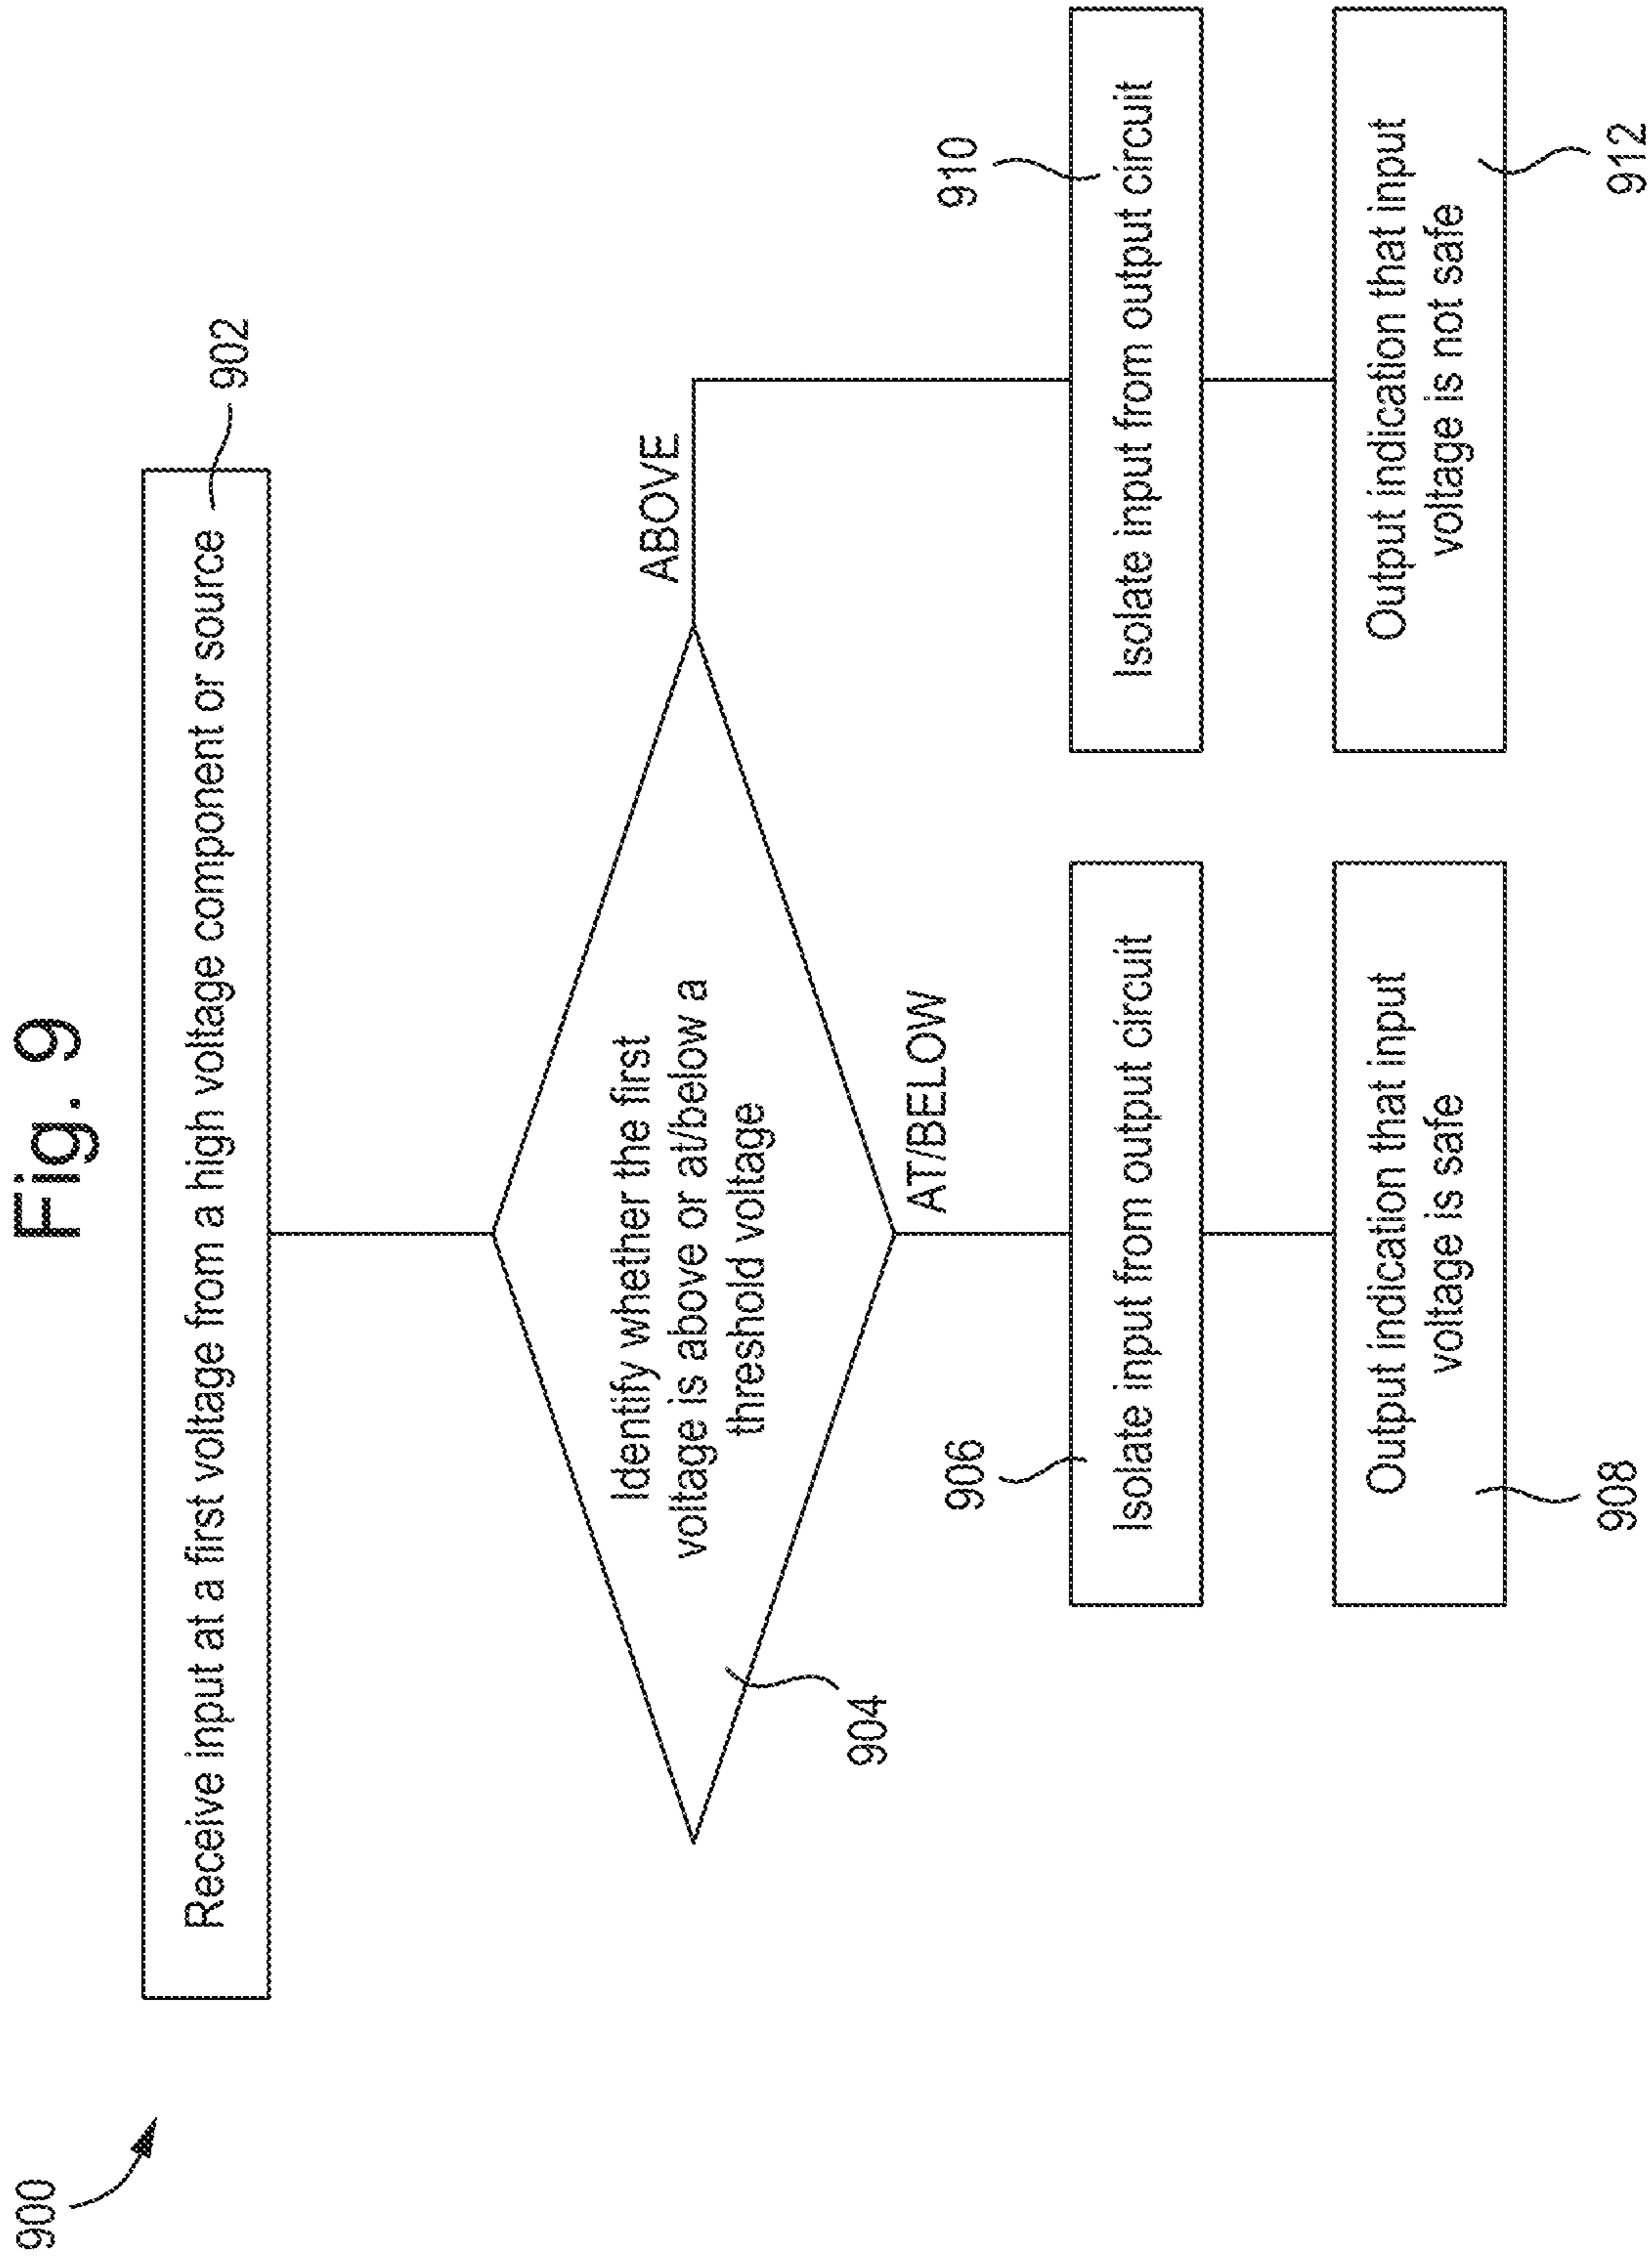 Fig. 9
900
Receive input at a first voltage from a high voltage component or source
902
Identify whether the first
voltage is above or at/below a
threshold voltage
904
ABOVE
AT/BELOW
906
Isolate input from output circuit
910
Isolate input from output circuit
Output indication that input
voltage is safe
908
Output indication that input
voltage is not safe
912